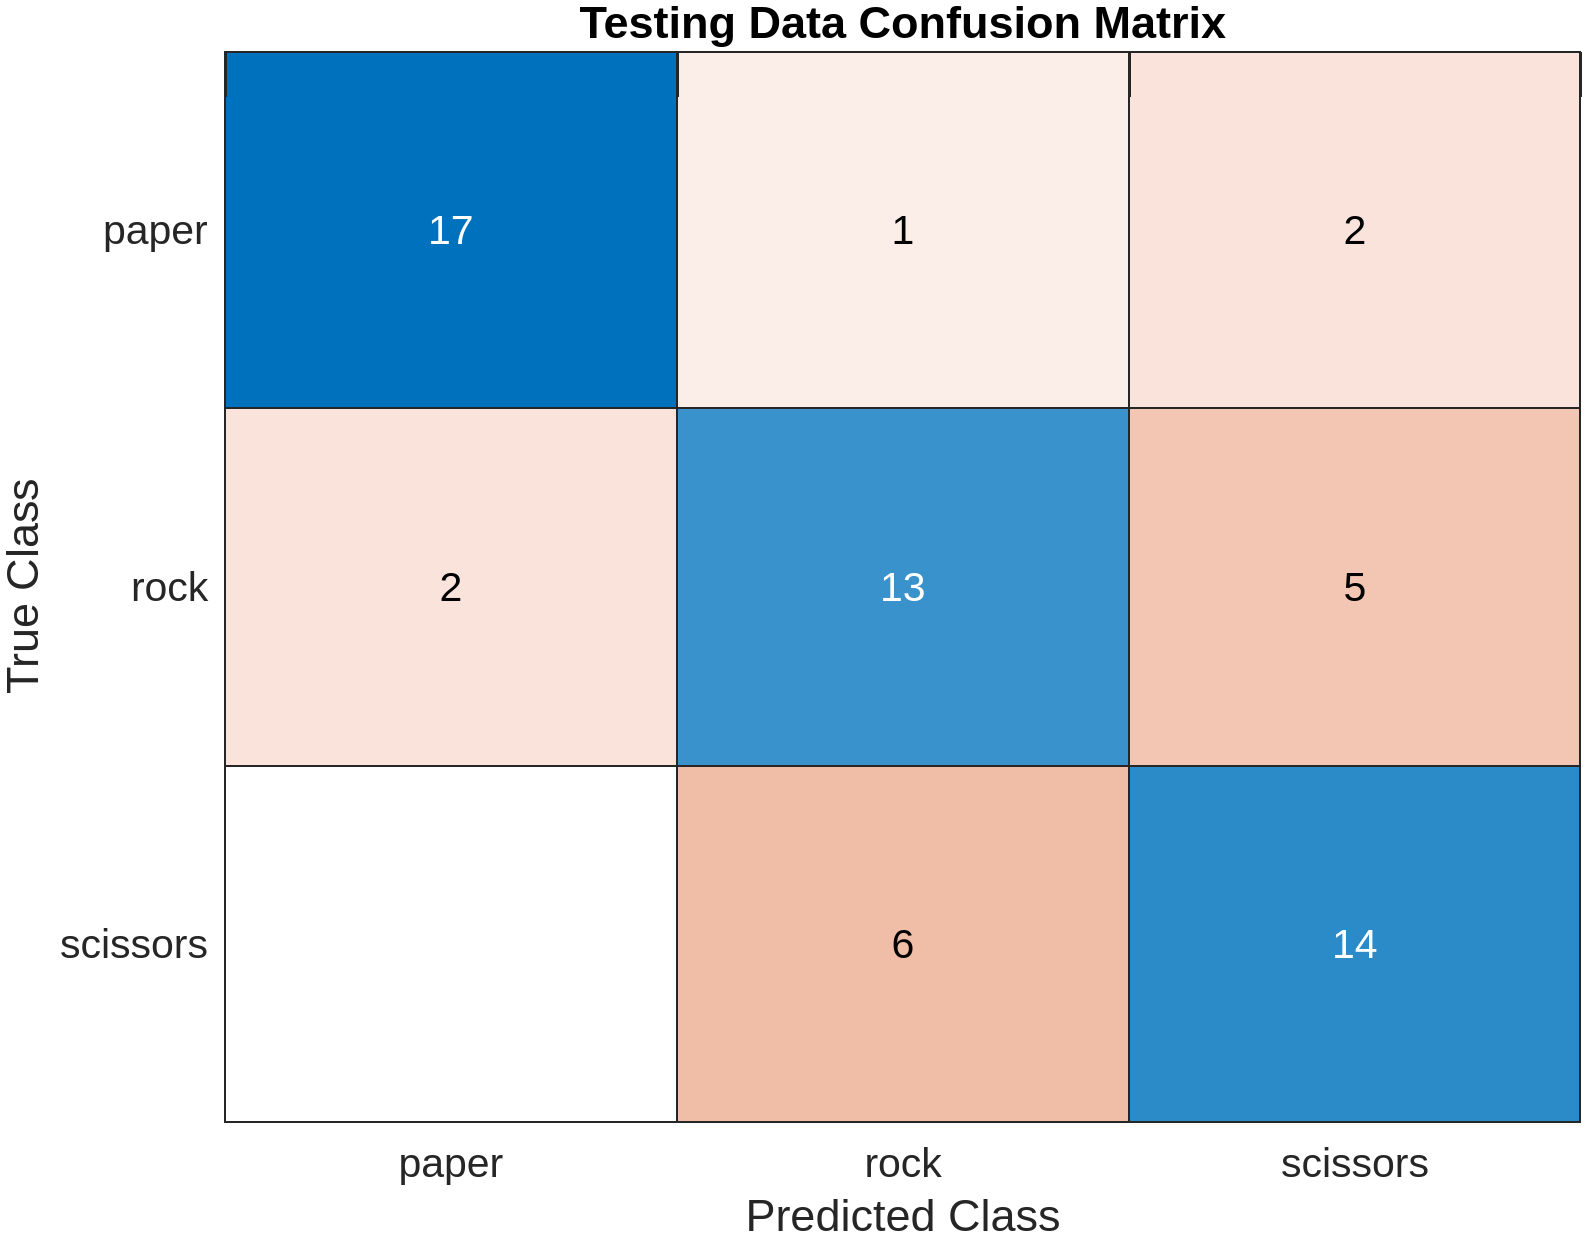 Testing Data Confusion Matrix
paper 17 1 2
True Class
rock 2 13 5
scissors 6 14
paper rock scissors
Predicted Class